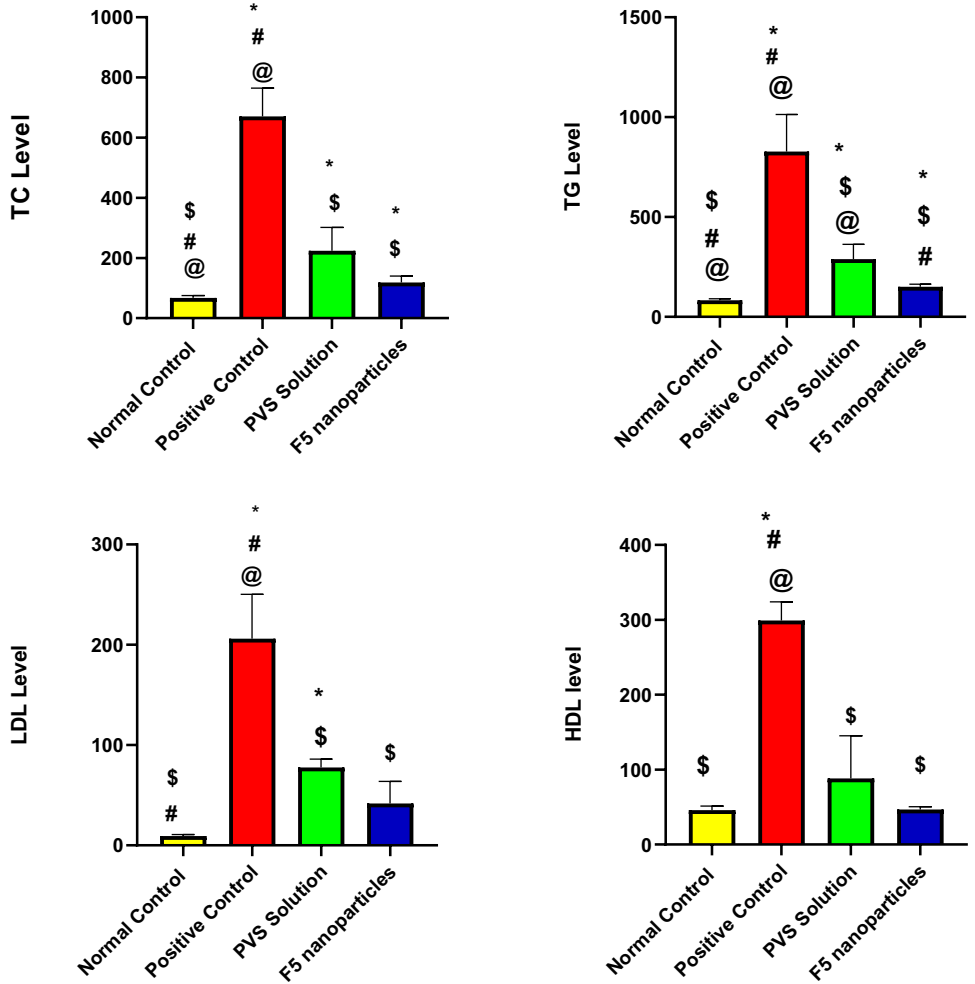 TC Level
1000
800
600
400
200
0
$
#
@
*
#
@
*
$
*
$
Normal Control
Positive Control
PVS Solution
F5 nanoparticles
TG Level
1500
1000
500
0
$
#
@
*
#
@
*
$
@
*
$
#
Normal Control
Positive Control
PVS Solution
F5 nanoparticles
LDL Level
300
200
100
0
$
#
*
#
@
*
$
$
Normal Control
Positive Control
PVS Solution
F5 nanoparticles
HDL level
400
300
200
100
0
$
*
#
@
$
$
Normal Control
Positive Control
PVS Solution
F5 nanoparticles